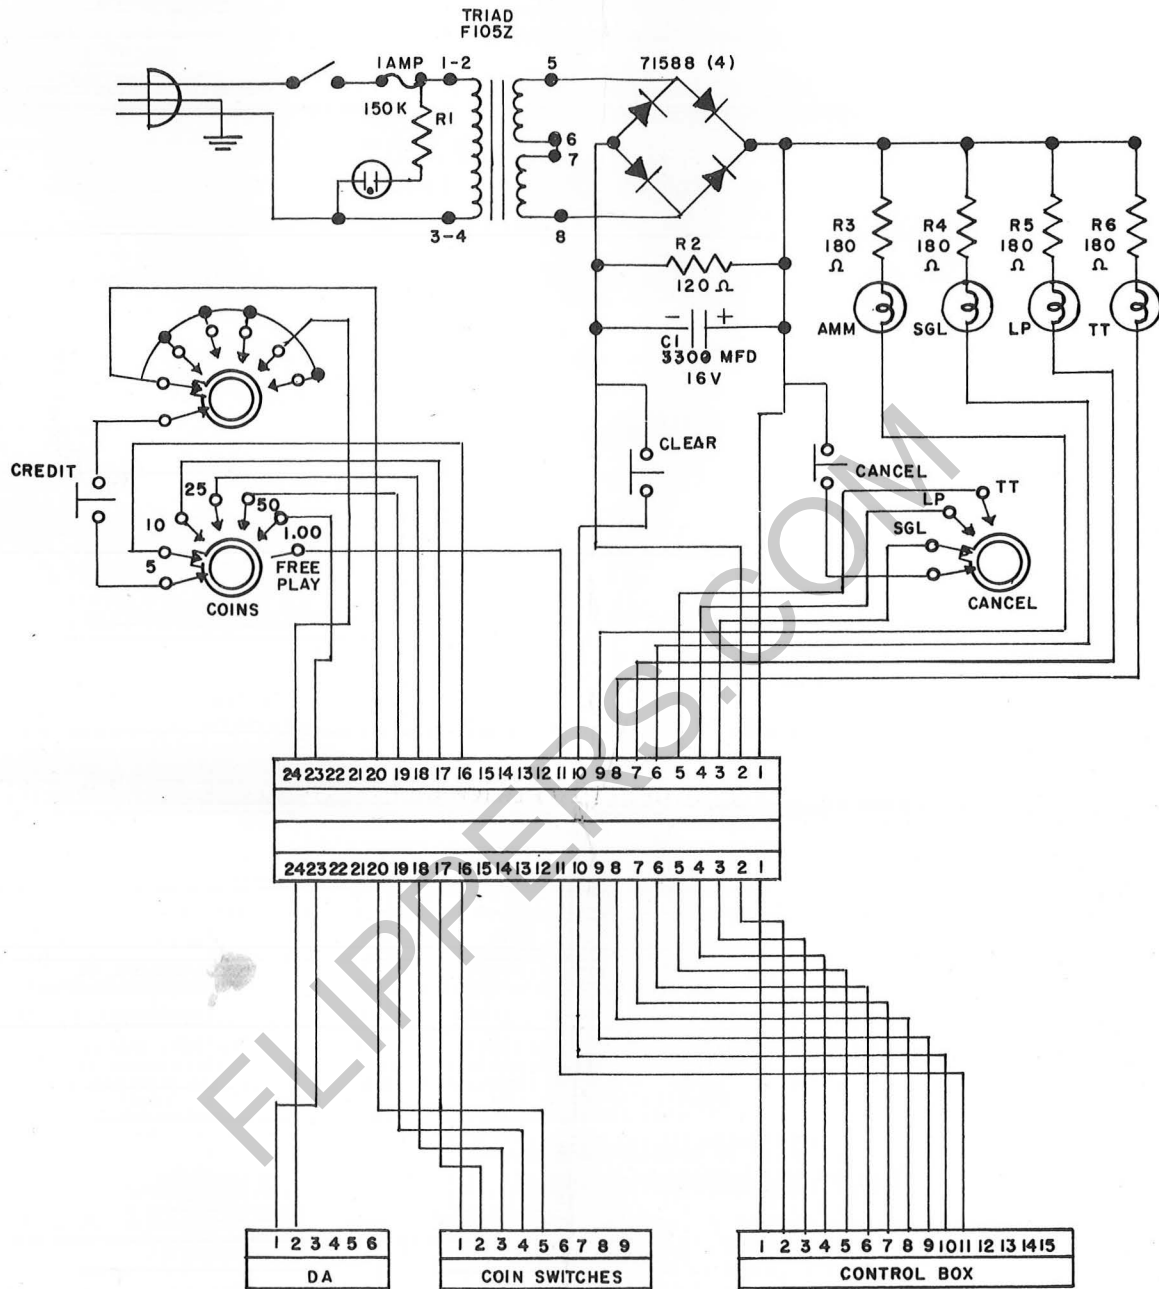 TRIAD
F105Z
1 AMP
1-2
5
71588 (4)
150K
R1
6
7
3-4
8
R2
120 Ω
R3
180
Ω
R4
180
Ω
R5
180
Ω
R6
180
Ω
− +
C1
3300 MFD
16V
AMM
SGL
LP
TT
CLEAR
CANCEL
CREDIT
25
50
10
1.00
5
FREE
PLAY
COINS
TT
LP
SGL
CANCEL
24 23 22 21 20 19 18 17 16 15 14 13 12 11 10 9 8 7 6 5 4 3 2 1
24 23 22 21 20 19 18 17 16 15 14 13 12 11 10 9 8 7 6 5 4 3 2 1
1 2 3 4 5 6
DA
1 2 3 4 5 6 7 8 9
COIN SWITCHES
1 2 3 4 5 6 7 8 9 10 11 12 13 14 15
CONTROL BOX
FLIPPERS.COM